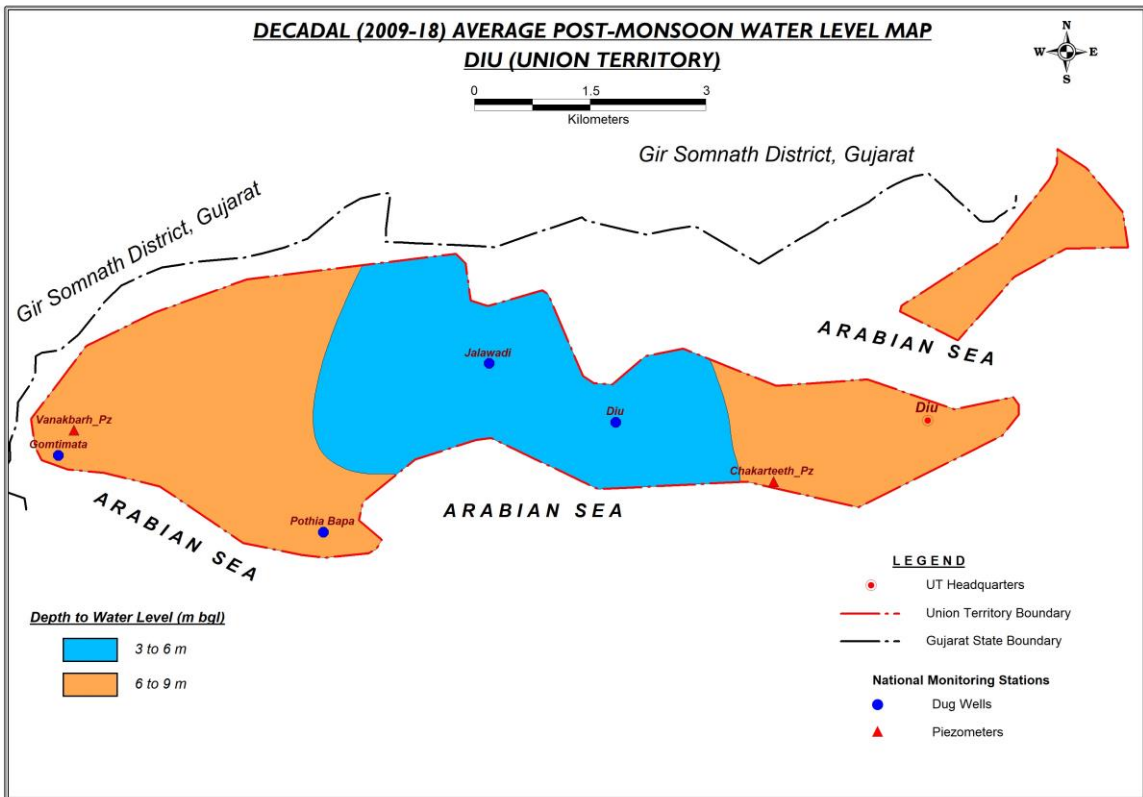 DECADAL (2009-18) AVERAGE POST-MONSOON WATER LEVEL MAP
DIU (UNION TERRITORY)
N
W E
S
0 1.5 3
Kilometers
Gir Somnath District, Gujarat
Gir Somnath District, Gujarat
ARABIAN SEA
Jalawadi
Vanakbarh_Pz
Diu
Diu
Gomtimata
Chakarteeth_Pz
Pothia Bapa
ARABIAN SEA
ARABIAN SEA
LEGEND
UT Headquarters
Union Territory Boundary
Gujarat State Boundary
National Monitoring Stations
Dug Wells
Piezometers
Depth to Water Level (m bgl)
3 to 6 m
6 to 9 m